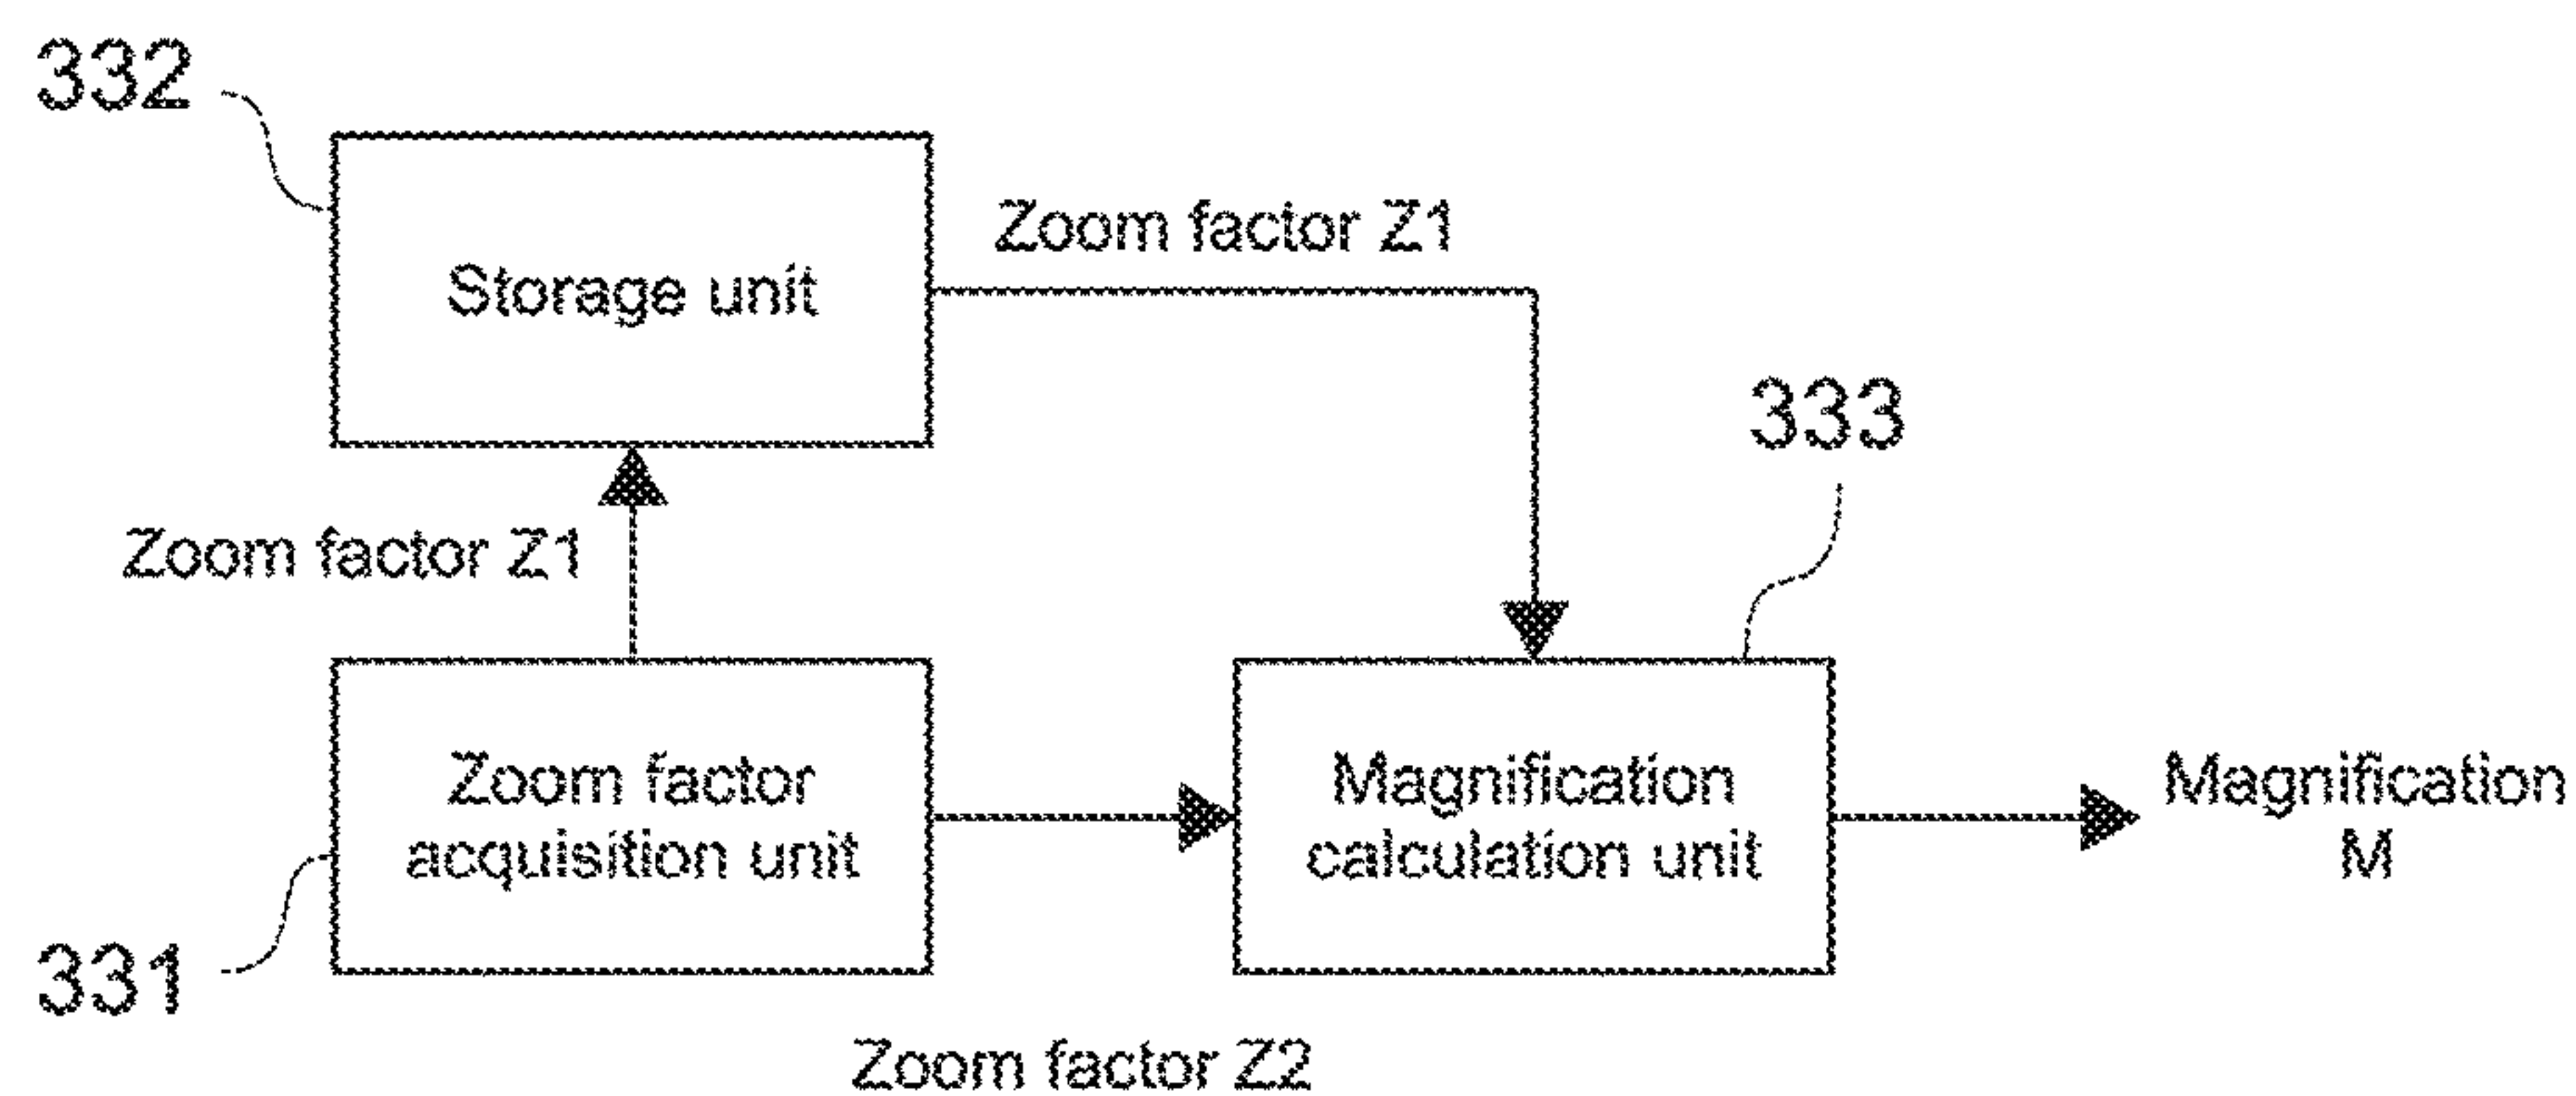 332
Storage unit
Zoom factor Z1
333
Zoom factor Z1
Zoom factor
acquisition unit
Magnification
calculation unit
Magnification
M
331
Zoom factor Z2